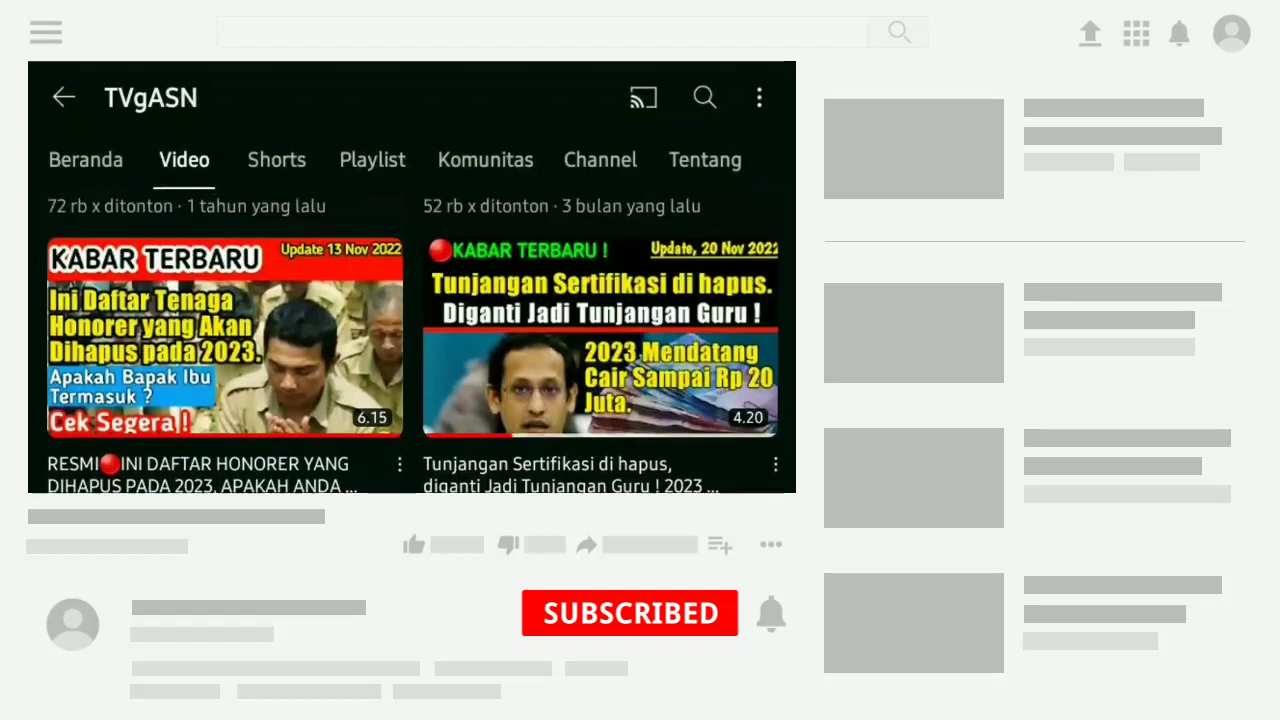 TVgASN
Beranda Video Shorts Playlist Komunitas Channel Tentang
72 rb x ditonton · 1 tahun yang lalu
52 rb x ditonton · 3 bulan yang lalu
KABAR TERBARU
Update 13 Nov 2022
Ini Daftar Tenaga
Honorer yang Akan
Dihapus pada 2023.
Apakah Bapak Ibu
Termasuk ?
Cek Segera !
6.15
RESMI🔴INI DAFTAR HONORER YANG
DIHAPUS PADA 2023, APAKAH ANDA ...
🔴KABAR TERBARU !
Update, 20 Nov 2022
Tunjangan Sertifikasi di hapus.
Diganti Jadi Tunjangan Guru !
2023 Mendatang
Cair Sampai Rp 20
Juta.
4.20
Tunjangan Sertifikasi di hapus,
diganti Jadi Tunjangan Guru ! 2023 ...
SUBSCRIBED